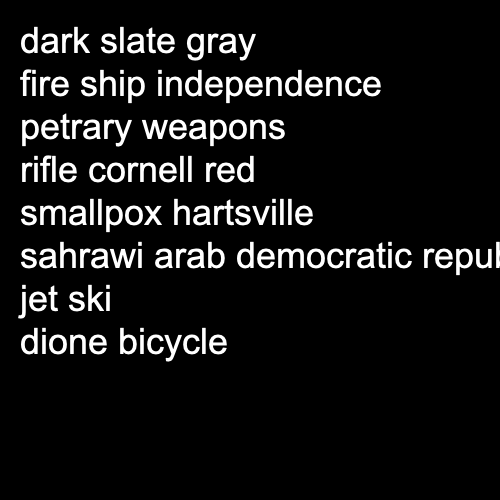 dark slate gray
fire ship independence
petrary weapons
rifle cornell red
smallpox hartsville
sahrawi arab democratic
jet ski
dione bicycle